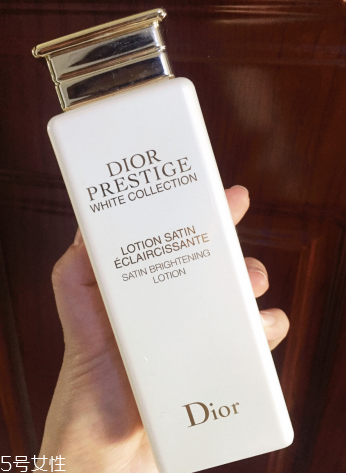 DIOR
PRESTIGE
WHITE COLLECTION
LOTION SATIN
ÉCLAIRCISSANTE
SATIN BRIGHTENING
LOTION
Dior
5号女性